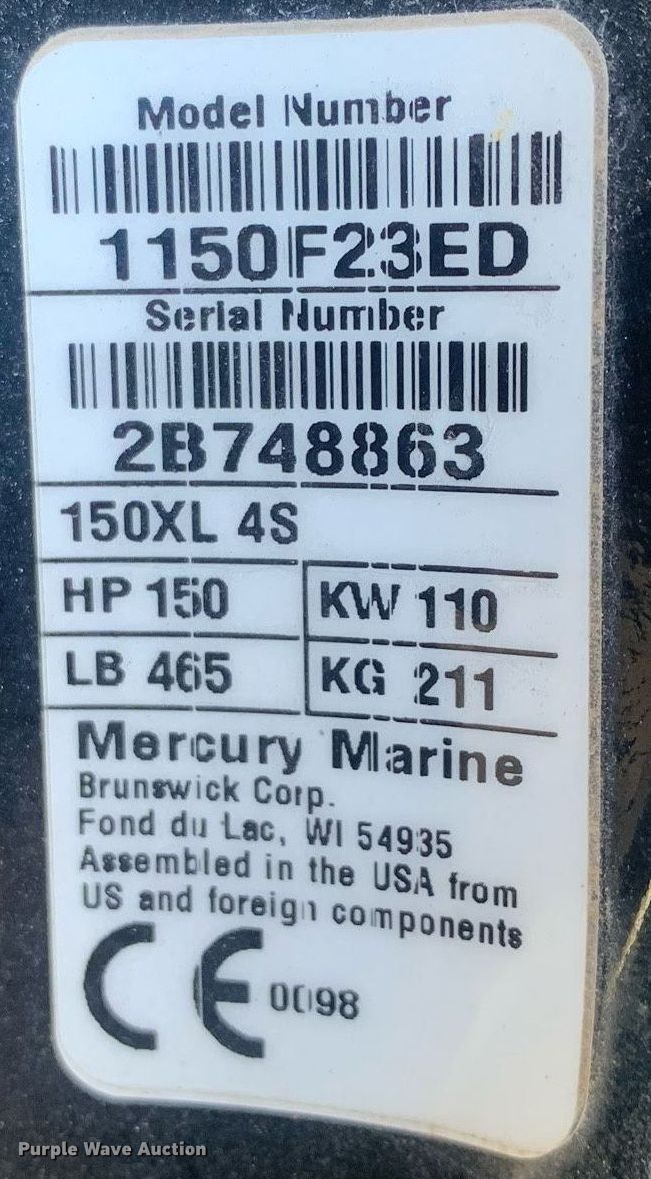 Model Number
1150F23ED
Serial Number
2B748863
150XL 4S
HP 150 KW 110
LB 465 KG 211
Mercury Marine
Brunswick Corp.
Fond du Lac, WI 54935
Assembled in the USA from
US and foreign components
CE 0098
Purple Wave Auction